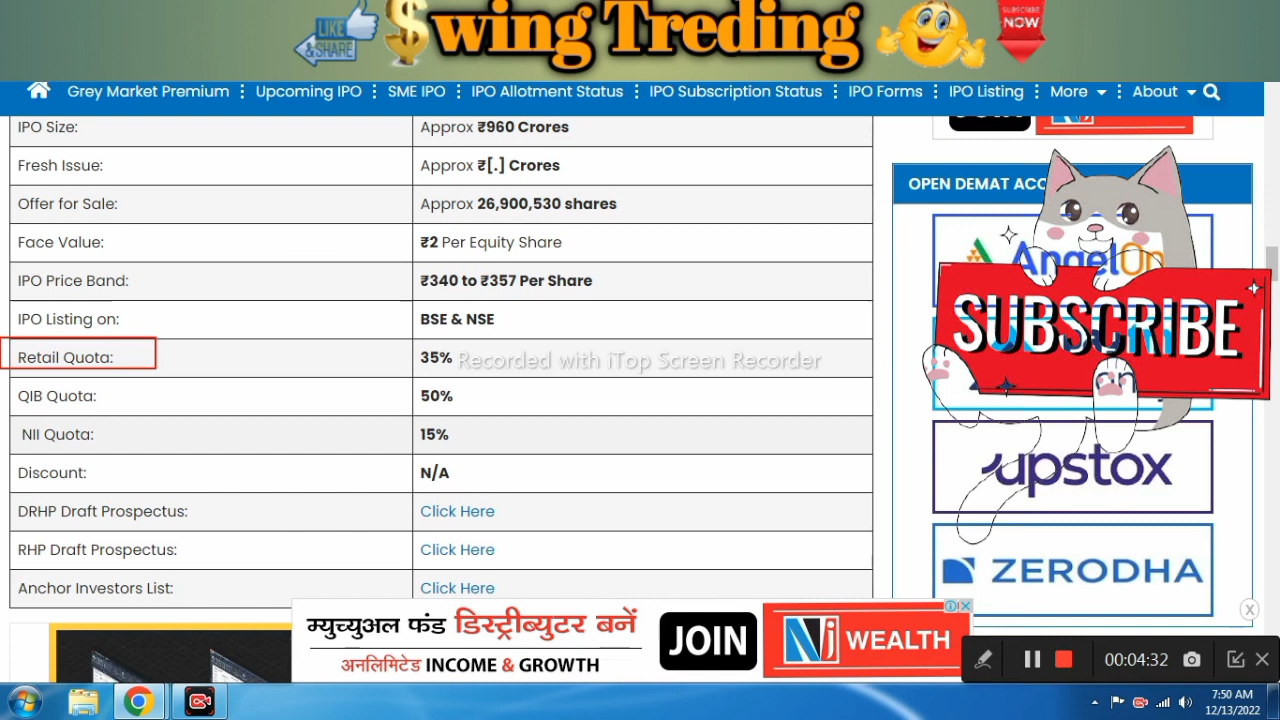 LIKE
& SHARE
$wing Treding
SUBSCRIBE
NOW
Grey Market Premium
Upcoming IPO
SME IPO
IPO Allotment Status
IPO Subscription Status
IPO Forms
IPO Listing
More
About
IPO Size: Approx ₹960 Crores
Fresh Issue: Approx ₹[.] Crores
Offer for Sale: Approx 26,900,530 shares
Face Value: ₹2 Per Equity Share
IPO Price Band: ₹340 to ₹357 Per Share
IPO Listing on: BSE & NSE
Retail Quota: 35%
Recorded with iTop Screen Recorder
QIB Quota: 50%
NII Quota: 15%
Discount: N/A
DRHP Draft Prospectus: Click Here
RHP Draft Prospectus: Click Here
Anchor Investors List: Click Here
OPEN DEMAT ACC
AngelOn
SUBSCRIBE
upstox
ZERODHA
X
म्युच्युअल फंड डिस्ट्रीब्युटर बनें
अनलिमिटेड INCOME & GROWTH
JOIN
Nj WEALTH
00:04:32
7:50 AM
12/13/2022